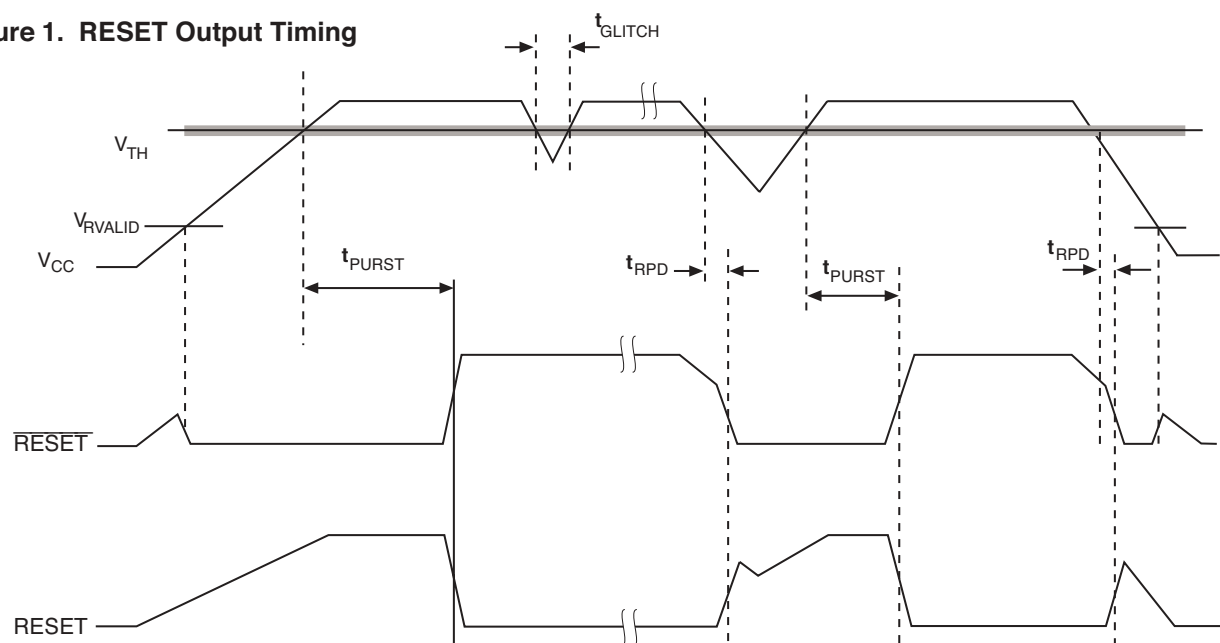 ure 1. RESET Output Timing
tGLITCH
VTH
VRVALID
VCC
tPURST
tRPD
tPURST
tRPD
RESET
RESET